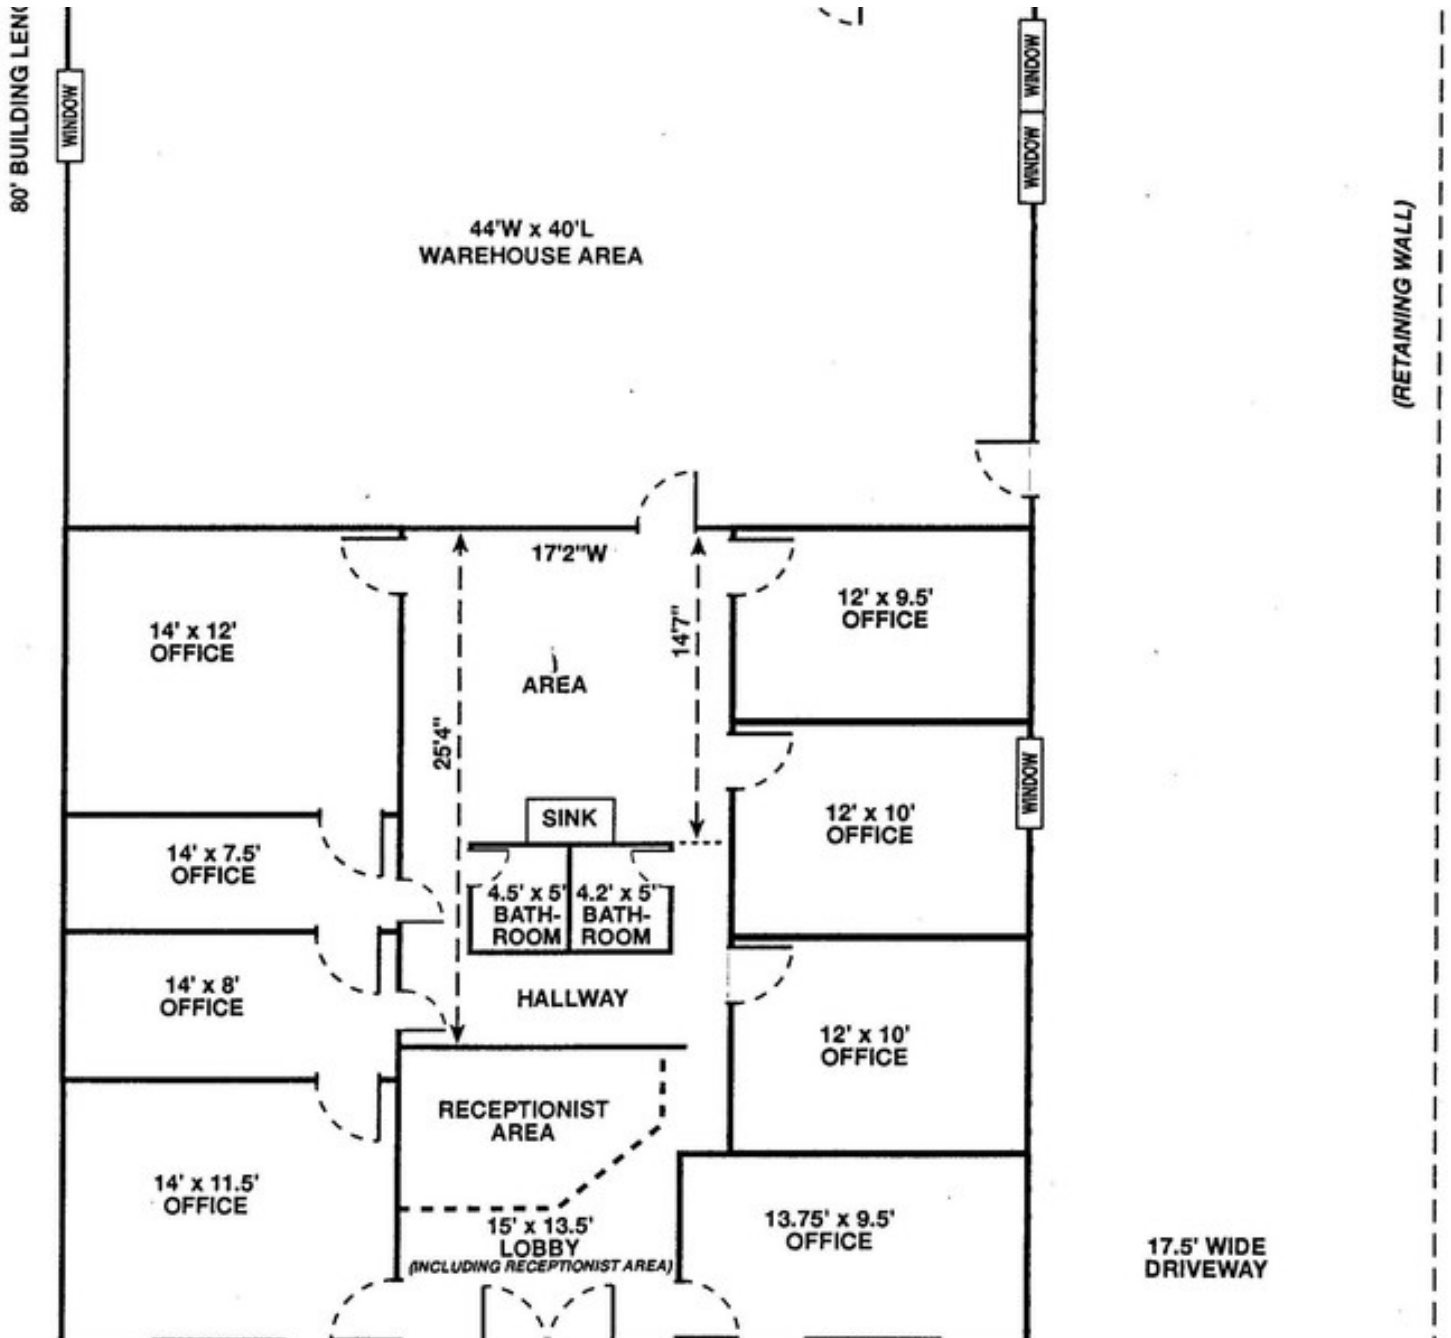 80' BUILDING LENG
WINDOW
WINDOW
WINDOW
44'W x 40'L
WAREHOUSE AREA
(RETAINING WALL)
17'2"W
14'7"
12' x 9.5'
OFFICE
14' x 12'
OFFICE
AREA
25'4"
WINDOW
SINK
12' x 10'
OFFICE
14' x 7.5'
OFFICE
4.5' x 5'
BATH-
ROOM
4.2' x 5'
BATH-
ROOM
14' x 8'
OFFICE
HALLWAY
12' x 10'
OFFICE
RECEPTIONIST
AREA
14' x 11.5'
OFFICE
15' x 13.5'
LOBBY
(INCLUDING RECEPTIONIST AREA)
13.75' x 9.5'
OFFICE
17.5' WIDE
DRIVEWAY